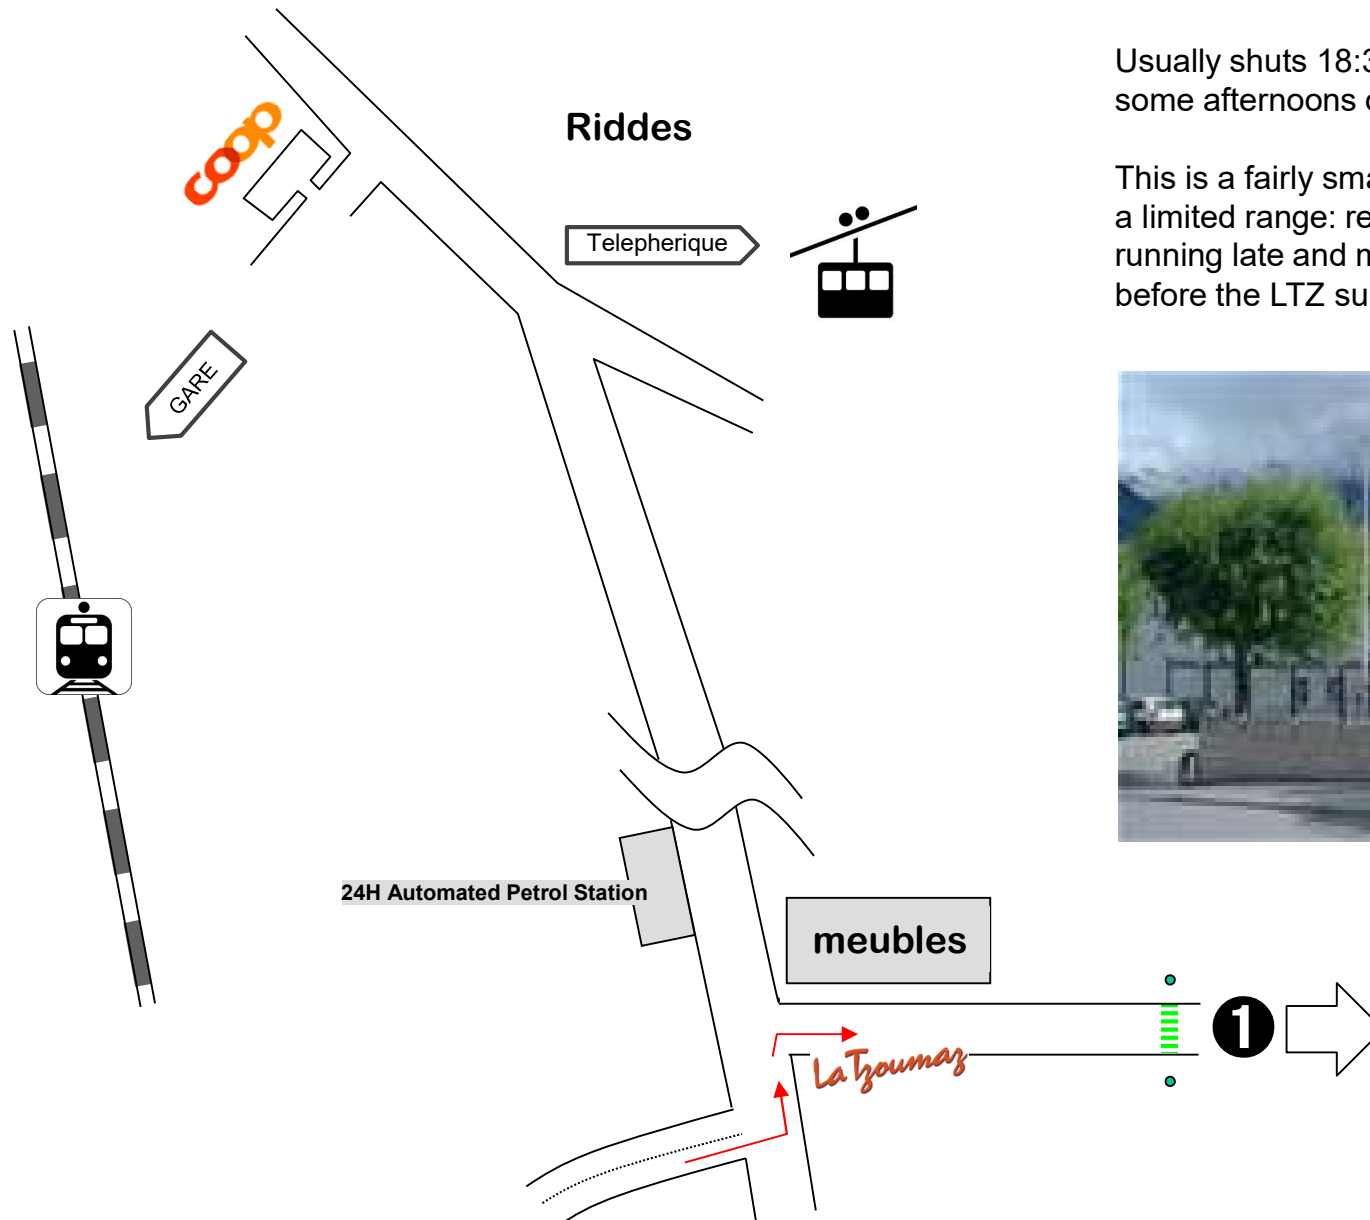 Usually shuts 18:3
some afternoons
Riddes
coop
This is a fairly sma
a limited range: re
running late and
before the LTZ su
Telepherique
GARE
24H Automated Petrol Station
meubles
1
La Tzoumaz